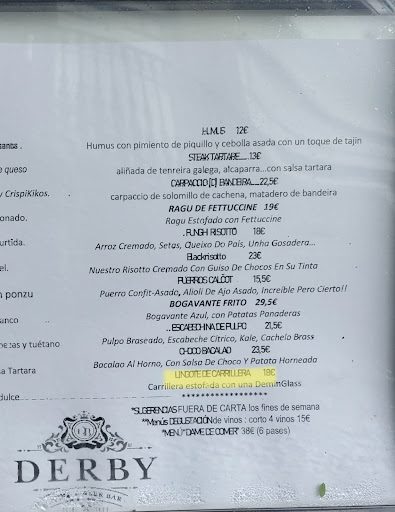 HUMUS 12€
Humus con pimiento de piquillo y cebolla asada con un toque de tajin
santa .
STEAK TARTARE.....13€
aliñada de tenreira galega, alcaparra...con salsa tartara
e queso
CARPACCIO [D] BANDEIRA.....22,5€
carpaccio de solomillo de cachena, matadero de bandeira
y CrispiKikos.
RAGU DE FETTUCCINE 19€
Ragu Estofado con Fettuccine
onado.
. FUNGHI RISOTTO 18€
Arroz Cremado, Setas, Queixo Do País, Unha Gosadera...
urtida.
Blackrisotto 23€
Nuestro Risotto Cremado Con Guiso De Chocos En Su Tinta
el.
PUERROS CALÇOT 15,5€
Puerro Confit-Asado, Alioli De Ajo Asado, Increible Pero Cierto!!
n ponzu
BOGAVANTE FRITO 29,5€
Bogavante Azul, con Patatas Panaderas
anco
.. ESCABECHINA DE PULPO 21,5€
Pulpo Braseado, Escabeche Citrico, Kale, Cachelo Brass
y tuétano
CHOCO BACALAO 23,5€
Bacalao Al Horno, Con Salsa De Choco Y Patata Horneada
sa Tartara
LINGOTE DE CARRILLERA 18€
Carrillera estofada con una DemiinGlass
dulce
******************
*SUGERENCIAS FUERA DE CARTA los fines de semana
**Menús DEGUSTACIÓN de vinos : corto 4 vinos 15€
*MENÚ "DAME DE COMER" 38€ (6 pases)
DERBY
BAR